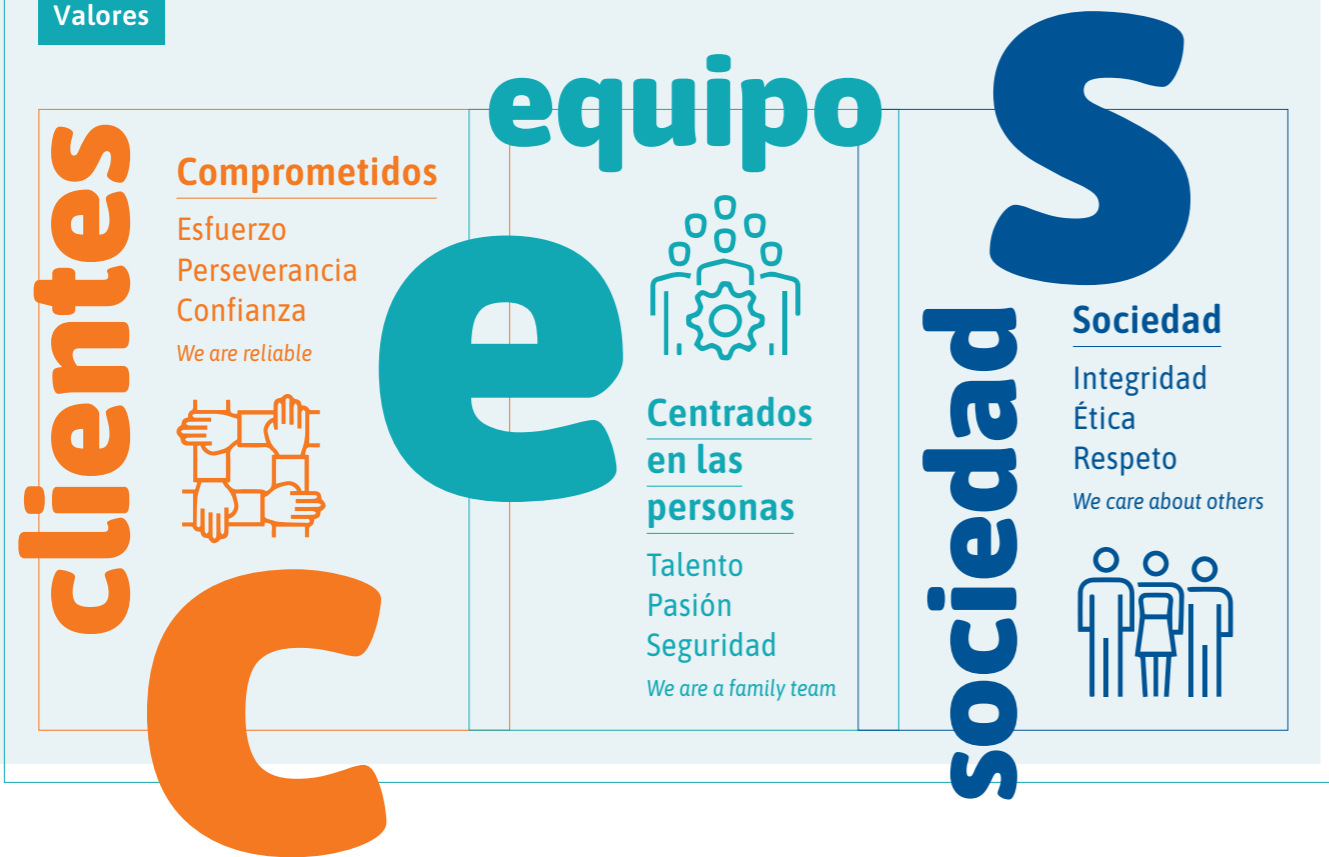 Valores
clientes
Comprometidos
Esfuerzo
Perseverancia
Confianza
We are reliable
c
equipo
e
Centrados
en las
personas
Talento
Pasión
Seguridad
We are a family team
s
sociedad
Sociedad
Integridad
Ética
Respeto
We care about others